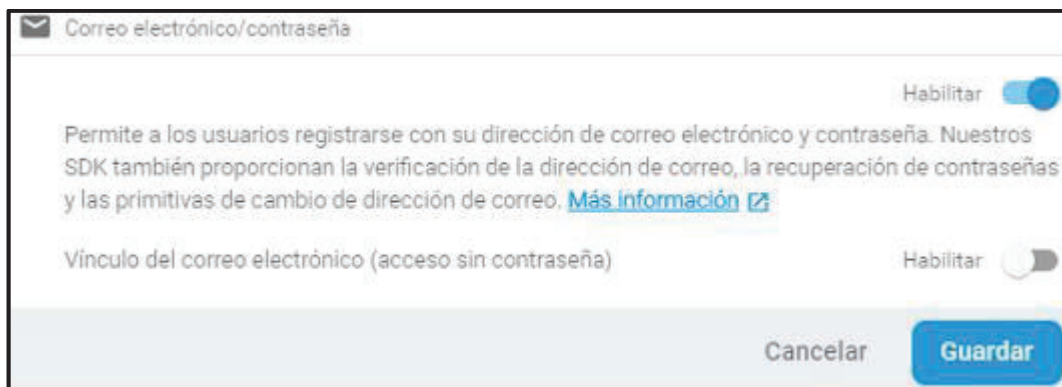 Correo electrónico/contraseña
Habilitar
Permite a los usuarios registrarse con su dirección de correo electrónico y contraseña. Nuestros
SDK también proporcionan la verificación de la dirección de correo, la recuperación de contraseñas
y las primitivas de cambio de dirección de correo. Más información
Vínculo del correo electrónico (acceso sin contraseña) Habilitar
Cancelar Guardar